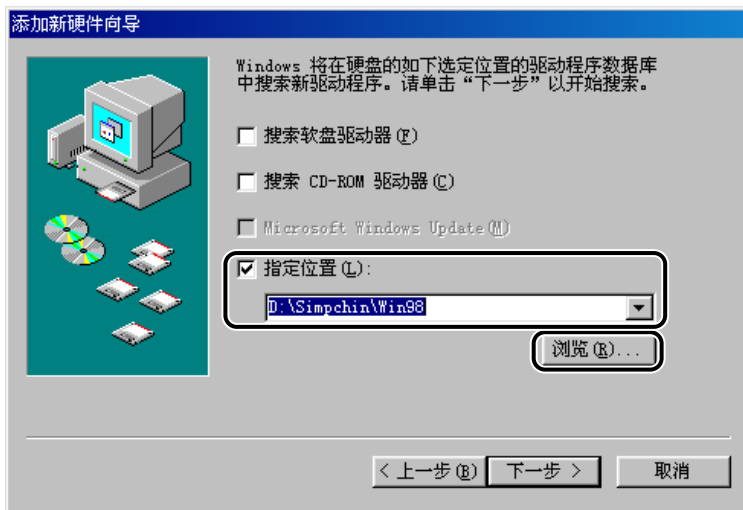 添加新硬件向导
Windows 将在硬盘的如下选定位置的驱动程序数据库
中搜索新驱动程序。请单击“下一步”以开始搜索。
搜索软盘驱动器(F)
搜索 CD-ROM 驱动器(C)
Microsoft Windows Update(M)
指定位置(L):
D:\Simpchin\Win98
浏览(R)...
< 上一步(B)
下一步 >
取消